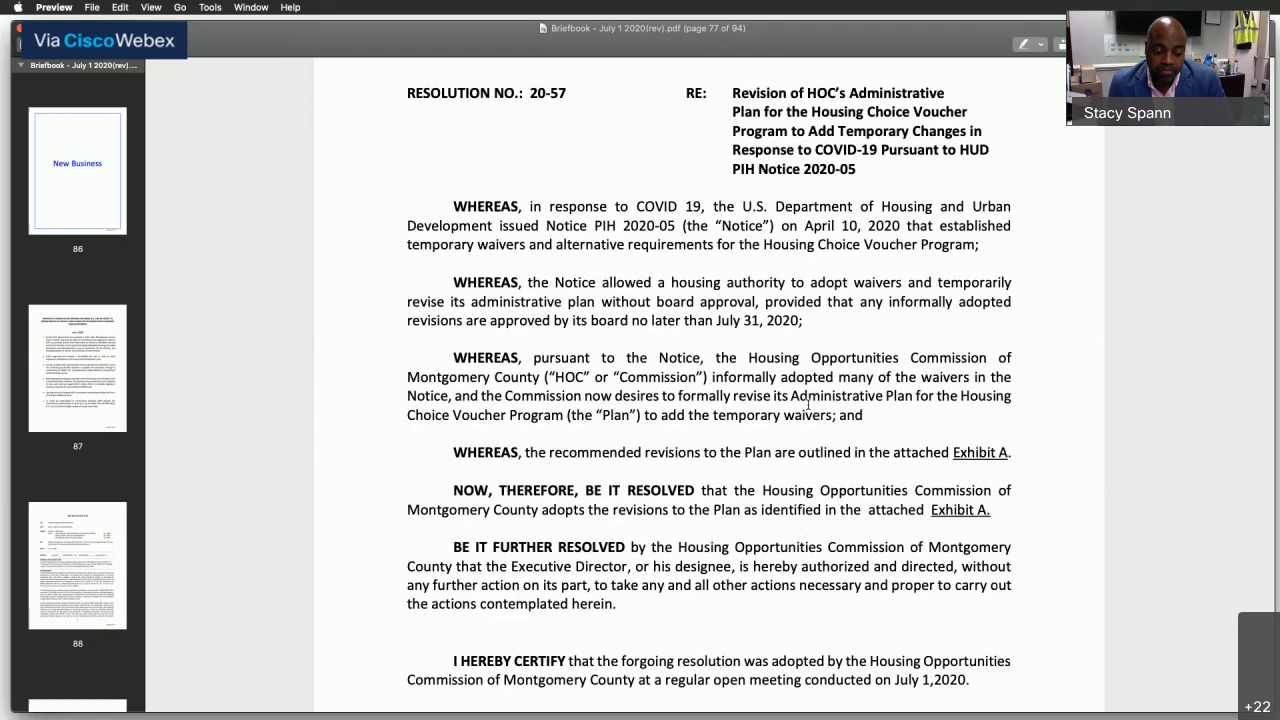 Preview File Edit View Go Tools Window Help
Via CiscoWebex
Briefbook - July 1 2020(rev).pdf (page 77 of 94)
Briefbook - July 1 2020(rev)....
New Business
86
87
88
Stacy Spann
RESOLUTION NO.: 20-57 RE: Revision of HOC’s Administrative
Plan for the Housing Choice Voucher
Program to Add Temporary Changes in
Response to COVID-19 Pursuant to HUD
PIH Notice 2020-05
WHEREAS, in response to COVID 19, the U.S. Department of Housing and Urban
Development issued Notice PIH 2020-05 (the “Notice”) on April 10, 2020 that established
temporary waivers and alternative requirements for the Housing Choice Voucher Program;
WHEREAS, the Notice allowed a housing authority to adopt waivers and temporarily
revise its administrative plan without board approval, provided that any informally adopted
revisions are approved by its board no later than July 31, 2020;
WHEREAS, pursuant to the Notice, the Housing Opportunities Commission of
Montgomery County (“HOC” or “Commission”) informally adopted many of the waivers in the
Notice, and the Commission now desires to formally revise its Administrative Plan for the Housing
Choice Voucher Program (the “Plan”) to add the temporary waivers; and
WHEREAS, the recommended revisions to the Plan are outlined in the attached Exhibit A.
NOW, THEREFORE, BE IT RESOLVED that the Housing Opportunities Commission of
Montgomery County adopts the revisions to the Plan as identified in the attached Exhibit A.
BE IT FURTHER RESOLVED by the Housing Opportunities Commission of Montgomery
County that the Executive Director, or his designee, is hereby authorized and directed, without
any further action on its part, to take any and all other actions necessary and proper to carry out
the actions contemplated herein.
I HEREBY CERTIFY that the forgoing resolution was adopted by the Housing Opportunities
Commission of Montgomery County at a regular open meeting conducted on July 1,2020.
+22